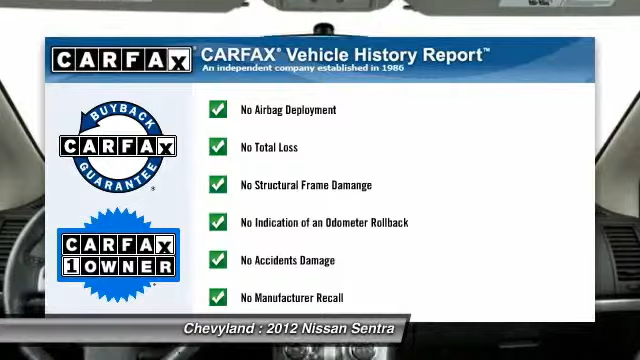 CARFAX CARFAX® Vehicle History Report™
An independent company established in 1986
BUYBACK
CARFAX
GUARANTEE
®
CARFAX
1 OWNER
No Airbag Deployment
No Total Loss
No Structural Frame Damange
No Indication of an Odometer Rollback
No Accidents Damage
No Manufacturer Recall
Chevyland : 2012 Nissan Sentra